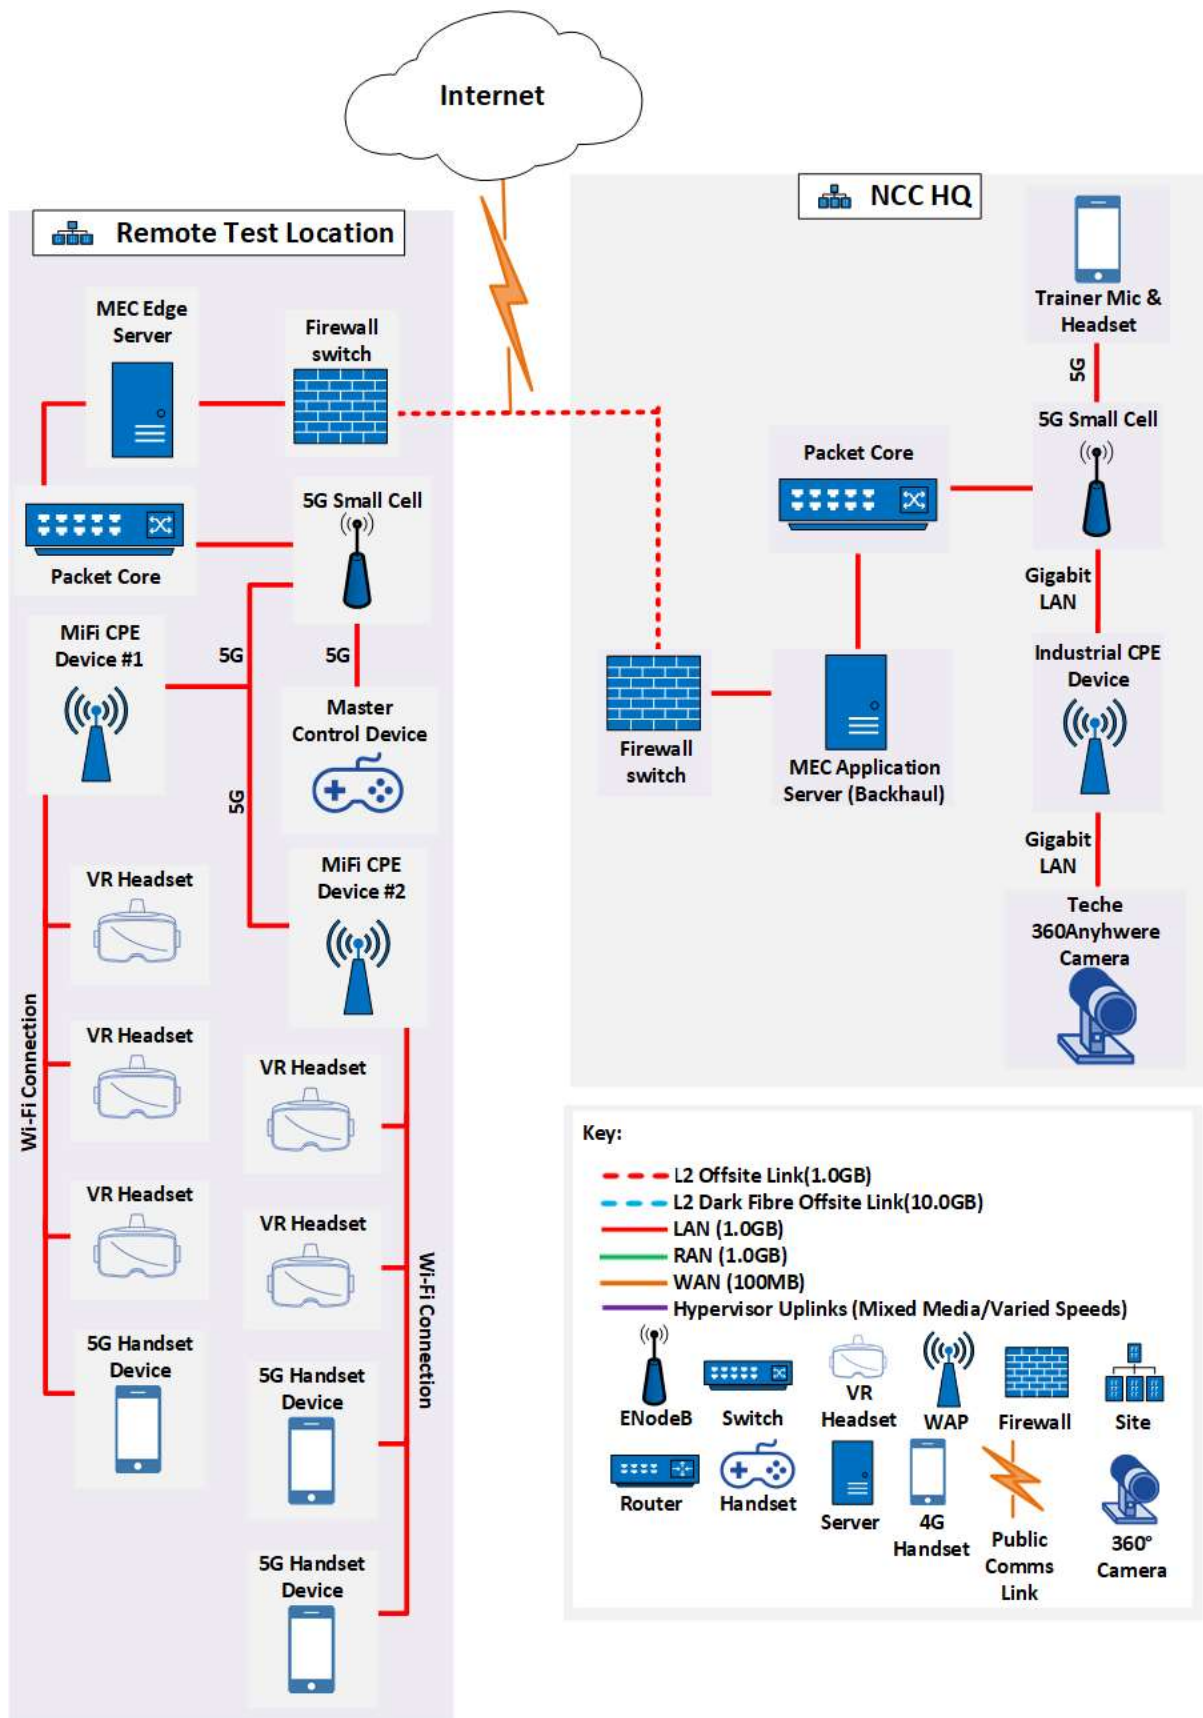 Internet
Remote Test Location
MEC Edge
Server
Firewall
switch
Packet Core
5G Small Cell
MiFi CPE
Device #1
5G
5G
5G
Master
Control Device
MiFi CPE
Device #2
Wi-Fi Connection
VR Headset
VR Headset
VR Headset
5G Handset
Device
VR Headset
VR Headset
5G Handset
Device
5G Handset
Device
Wi-Fi Connection
NCC HQ
Trainer Mic &
Headset
5G
5G Small Cell
Packet Core
Gigabit
LAN
Industrial CPE
Device
Firewall
switch
MEC Application
Server (Backhaul)
Gigabit
LAN
Teche
360Anyhwere
Camera
Key:
L2 Offsite Link(1.0GB)
L2 Dark Fibre Offsite Link(10.0GB)
LAN (1.0GB)
RAN (1.0GB)
WAN (100MB)
Hypervisor Uplinks (Mixed Media/Varied Speeds)
ENodeB
Switch
VR
Headset
WAP
Firewall
Site
Router
Handset
Server
4G
Handset
Public
Comms
Link
360°
Camera